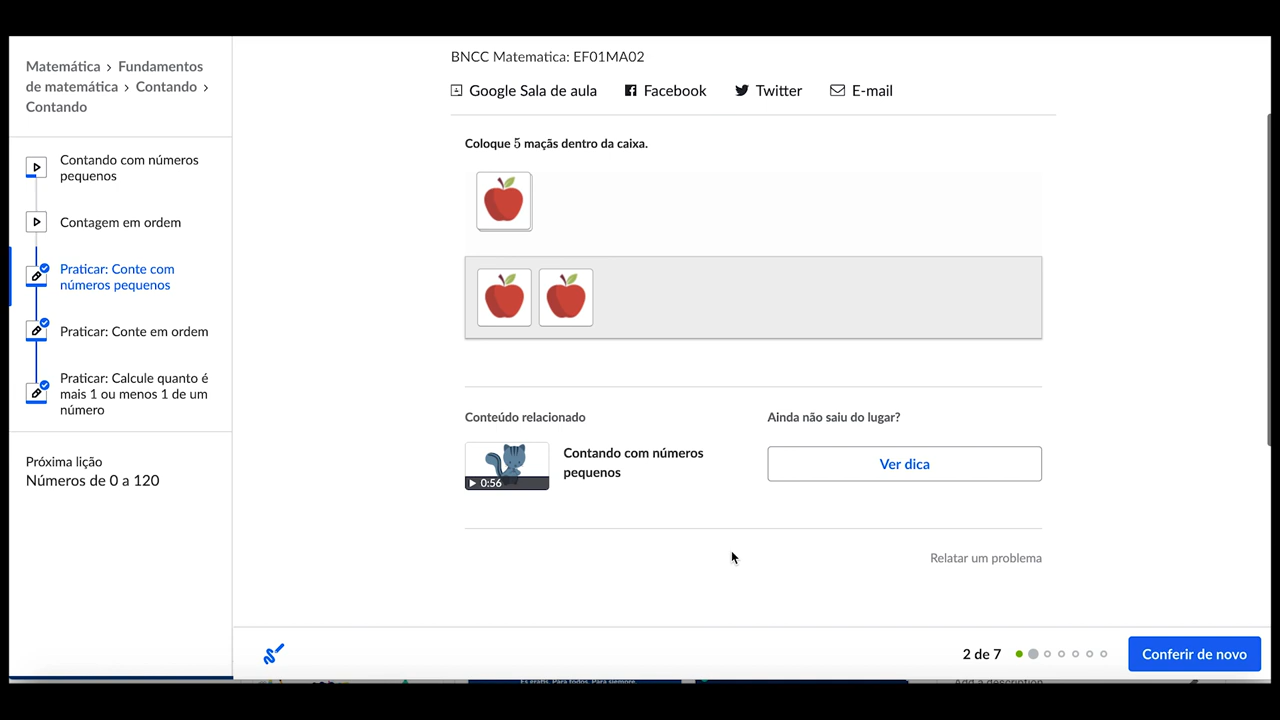 Matemática › Fundamentos
de matemática › Contando ›
Contando
Contando com números
pequenos
Contagem em ordem
Praticar: Conte com
números pequenos
Praticar: Conte em ordem
Praticar: Calcule quanto é
mais 1 ou menos 1 de um
número
Próxima lição
Números de 0 a 120
BNCC Matematica: EF01MA02
Google Sala de aula
Facebook
Twitter
E-mail
Coloque 5 maçãs dentro da caixa.
Conteúdo relacionado
0:56
Contando com números
pequenos
Ainda não saiu do lugar?
Ver dica
Relatar um problema
2 de 7
Conferir de novo